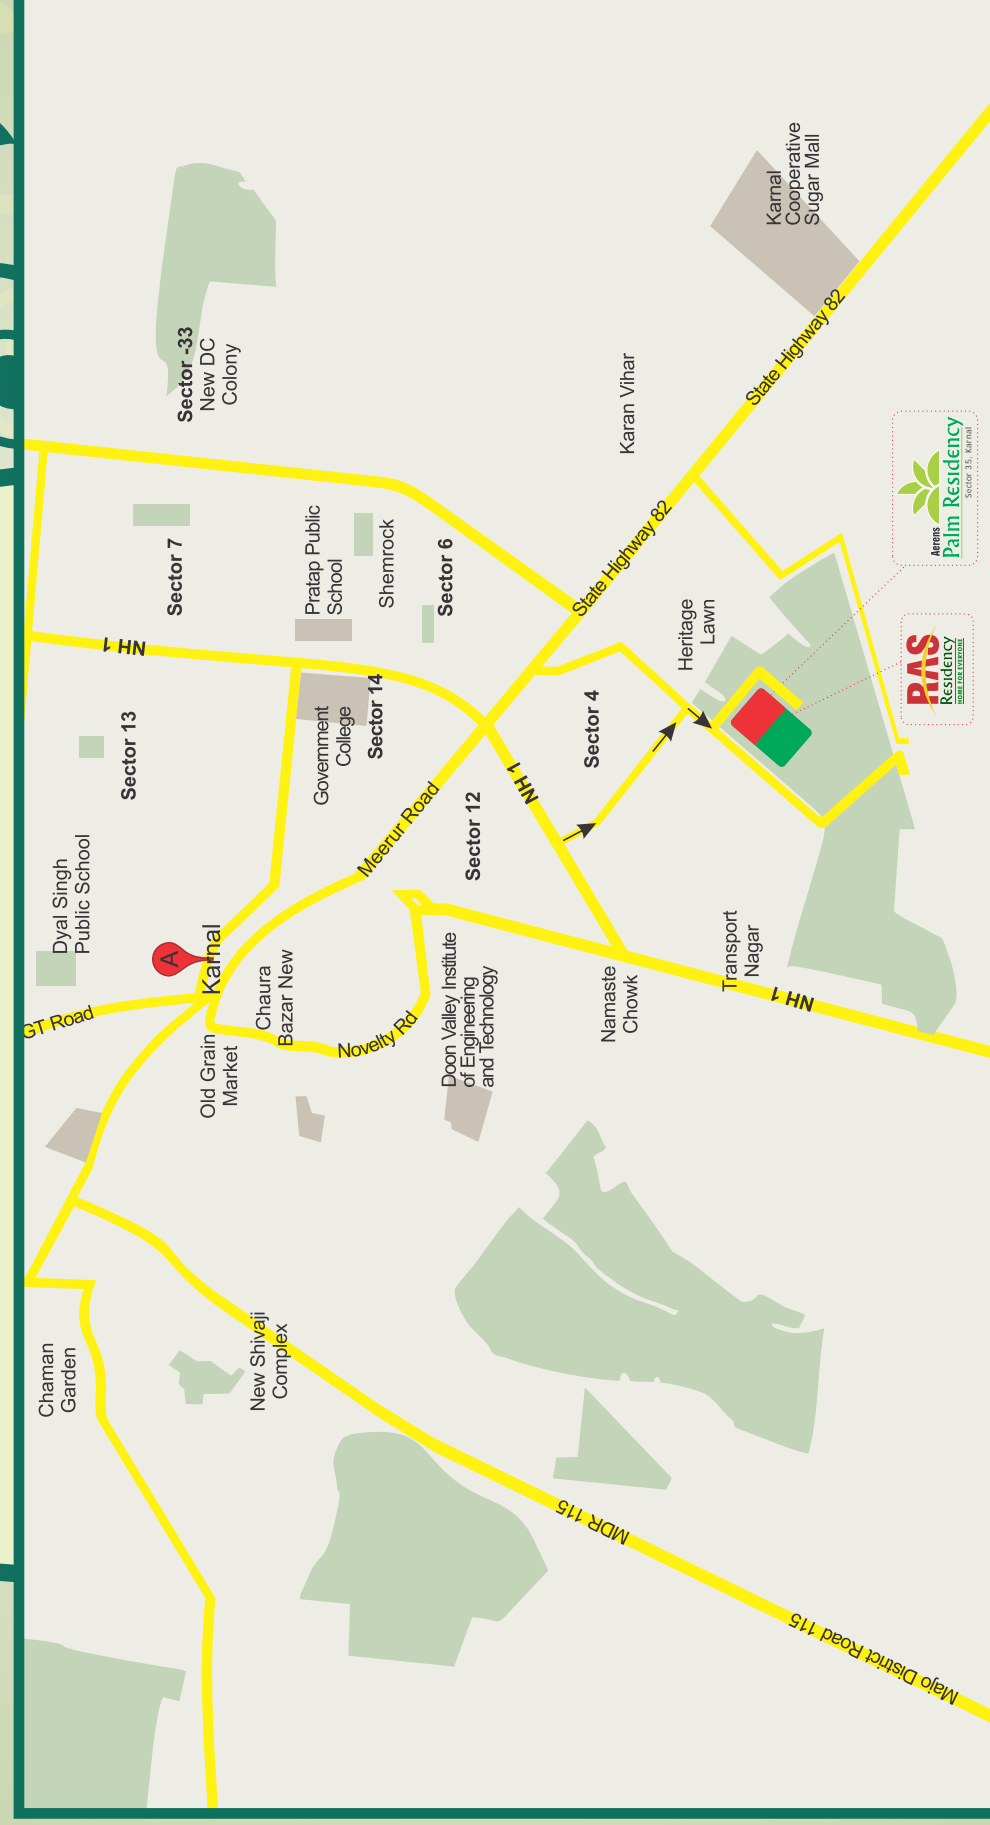 Chaman
Garden
GT Road
Dyal Singh
Public School
Sector 13
NH 1
Sector 7
Sector -33
New DC
Colony
A
Karnal
Old Grain
Market
Chaura
Bazar New
New Shivaji
Complex
Novelty Rd
Government
College
Sector 14
Pratap Public
School
Shemrock
Sector 6
Meerur Road
Sector 12
Doon Valley Institute
of Engineering
and Technology
NH 1
Sector 4
State Highway 82
Karan Vihar
Namaste
Chowk
Heritage
Lawn
MDR 115
Transport
Nagar
NH 1
State Highway 82
Karnal
Cooperative
Sugar Mall
Majo District Road 115
RAS
Residency
HOME FOR EVERYONE
Aerens
Palm Residency
Sector 35, Karnal